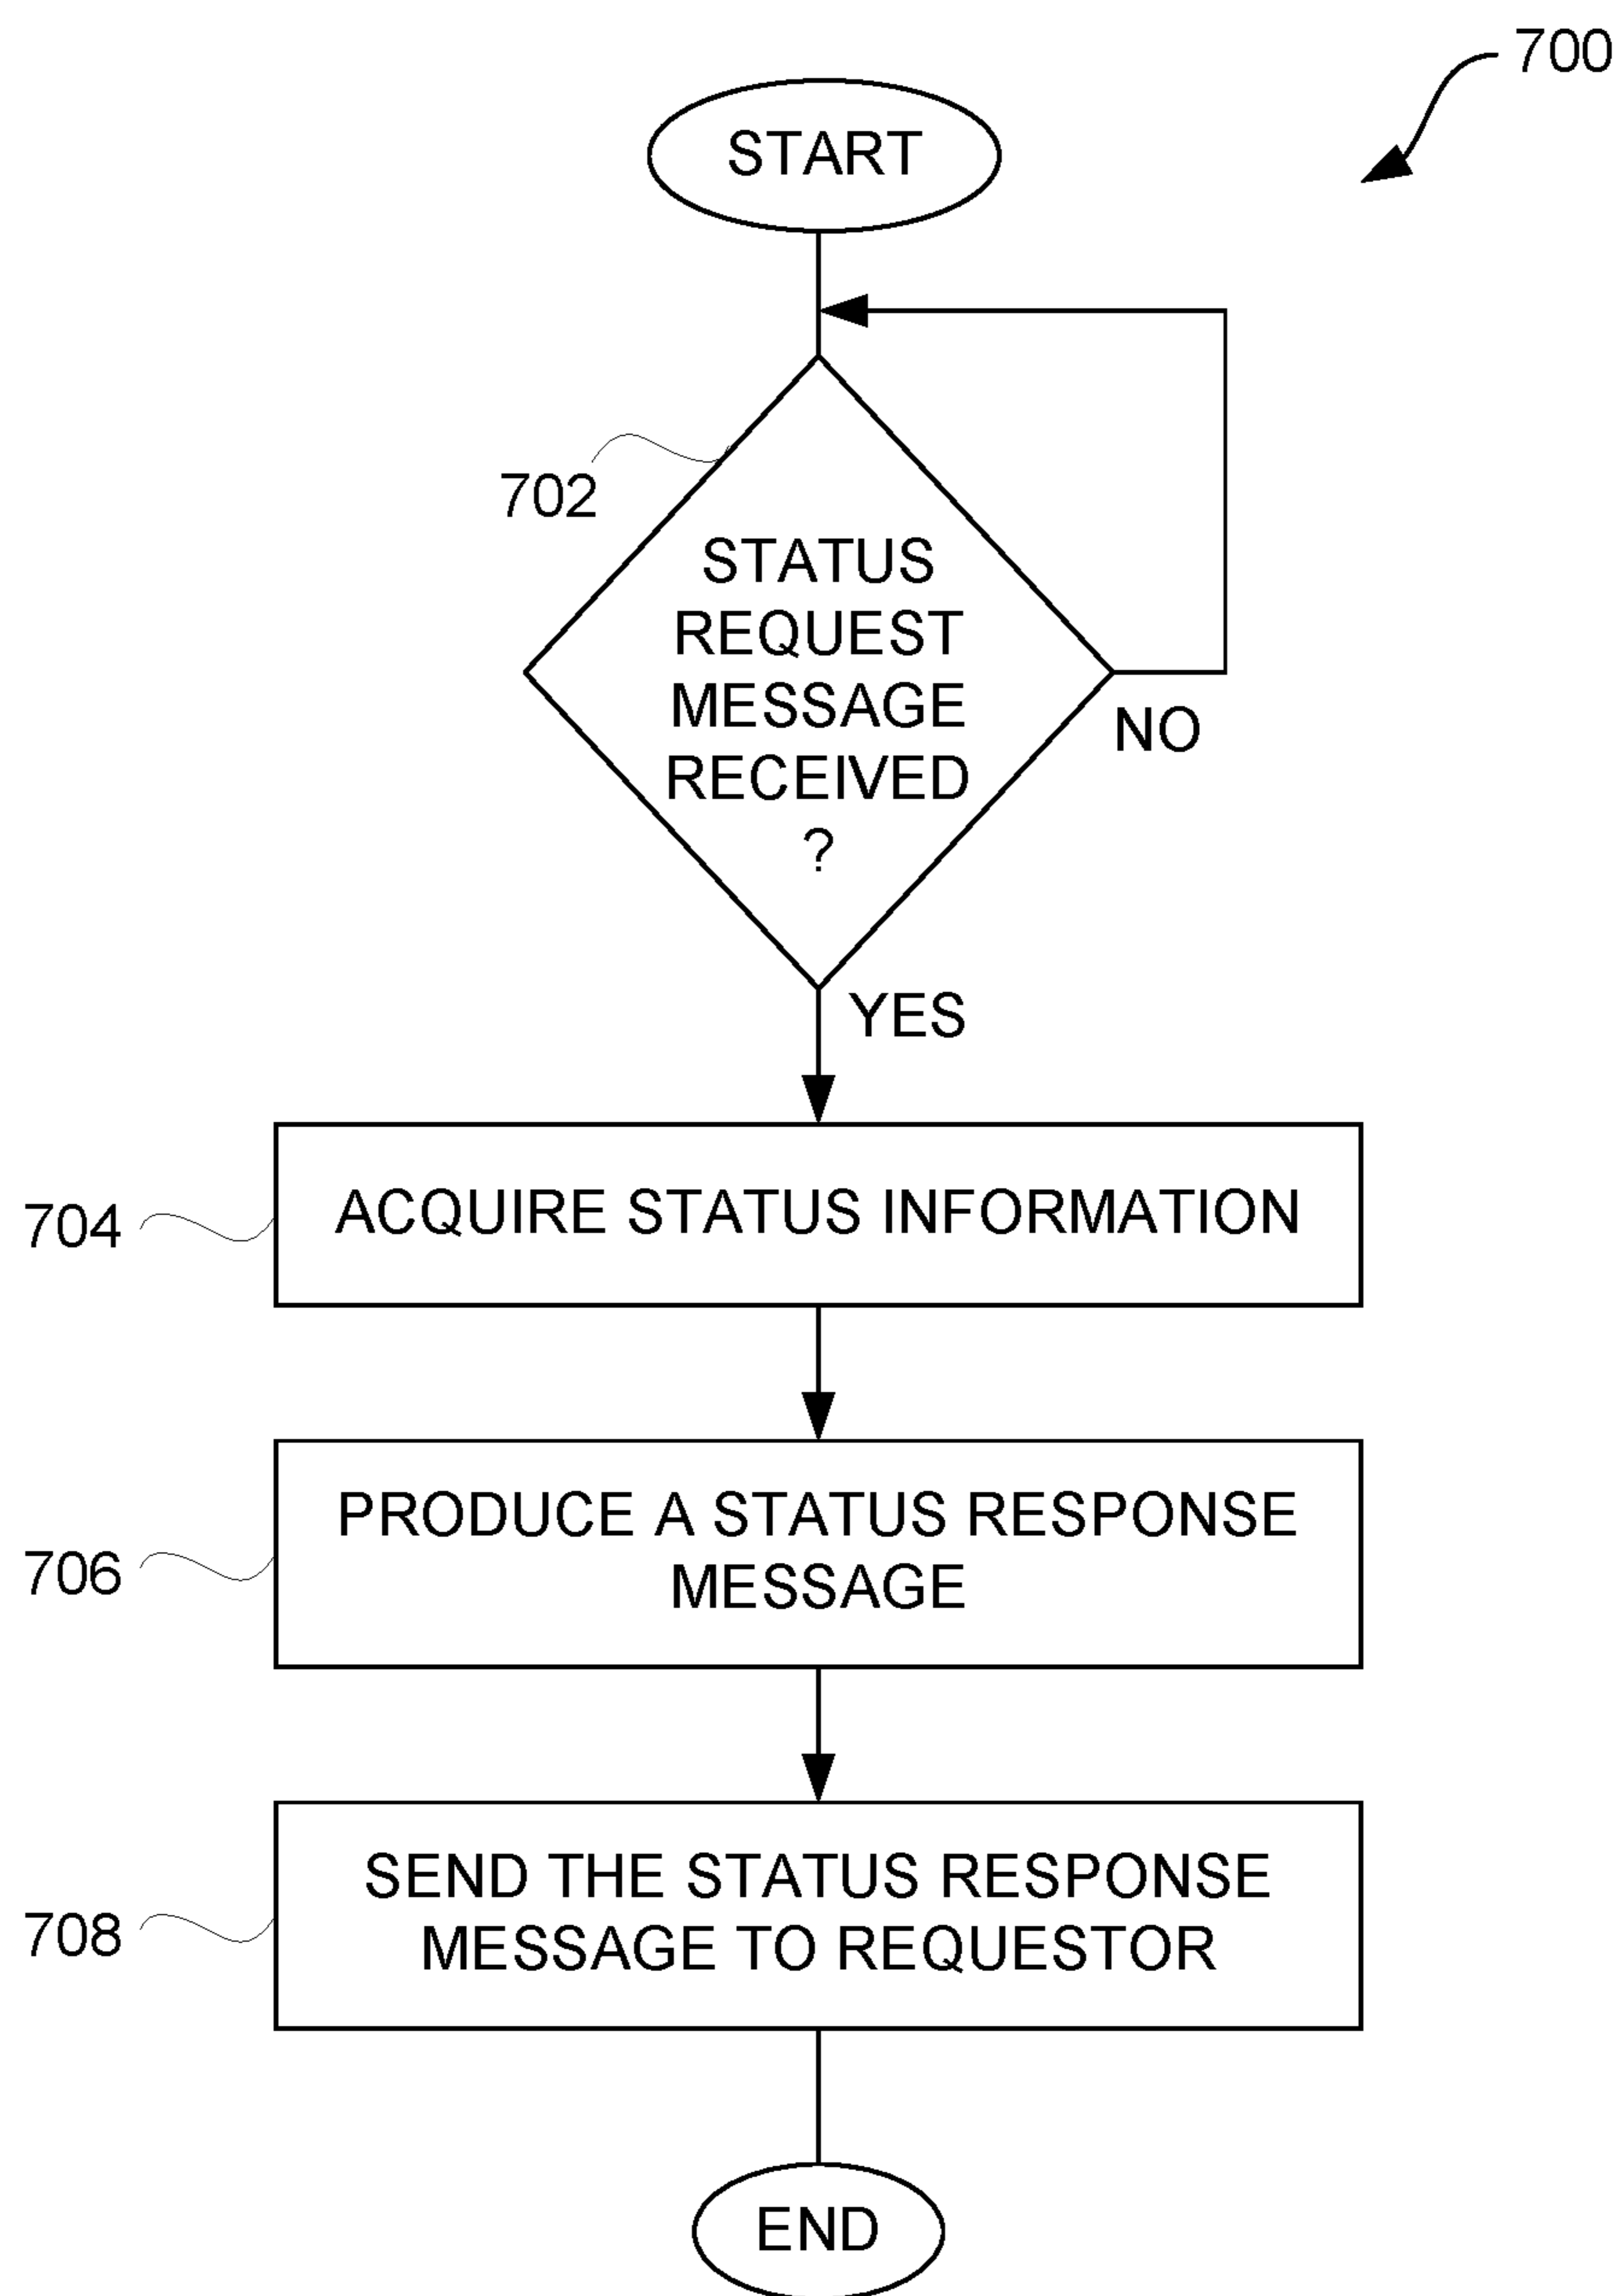 700
START
702
STATUS
REQUEST
MESSAGE
RECEIVED
?
NO
YES
704
ACQUIRE STATUS INFORMATION
706
PRODUCE A STATUS RESPONSE
MESSAGE
708
SEND THE STATUS RESPONSE
MESSAGE TO REQUESTOR
END